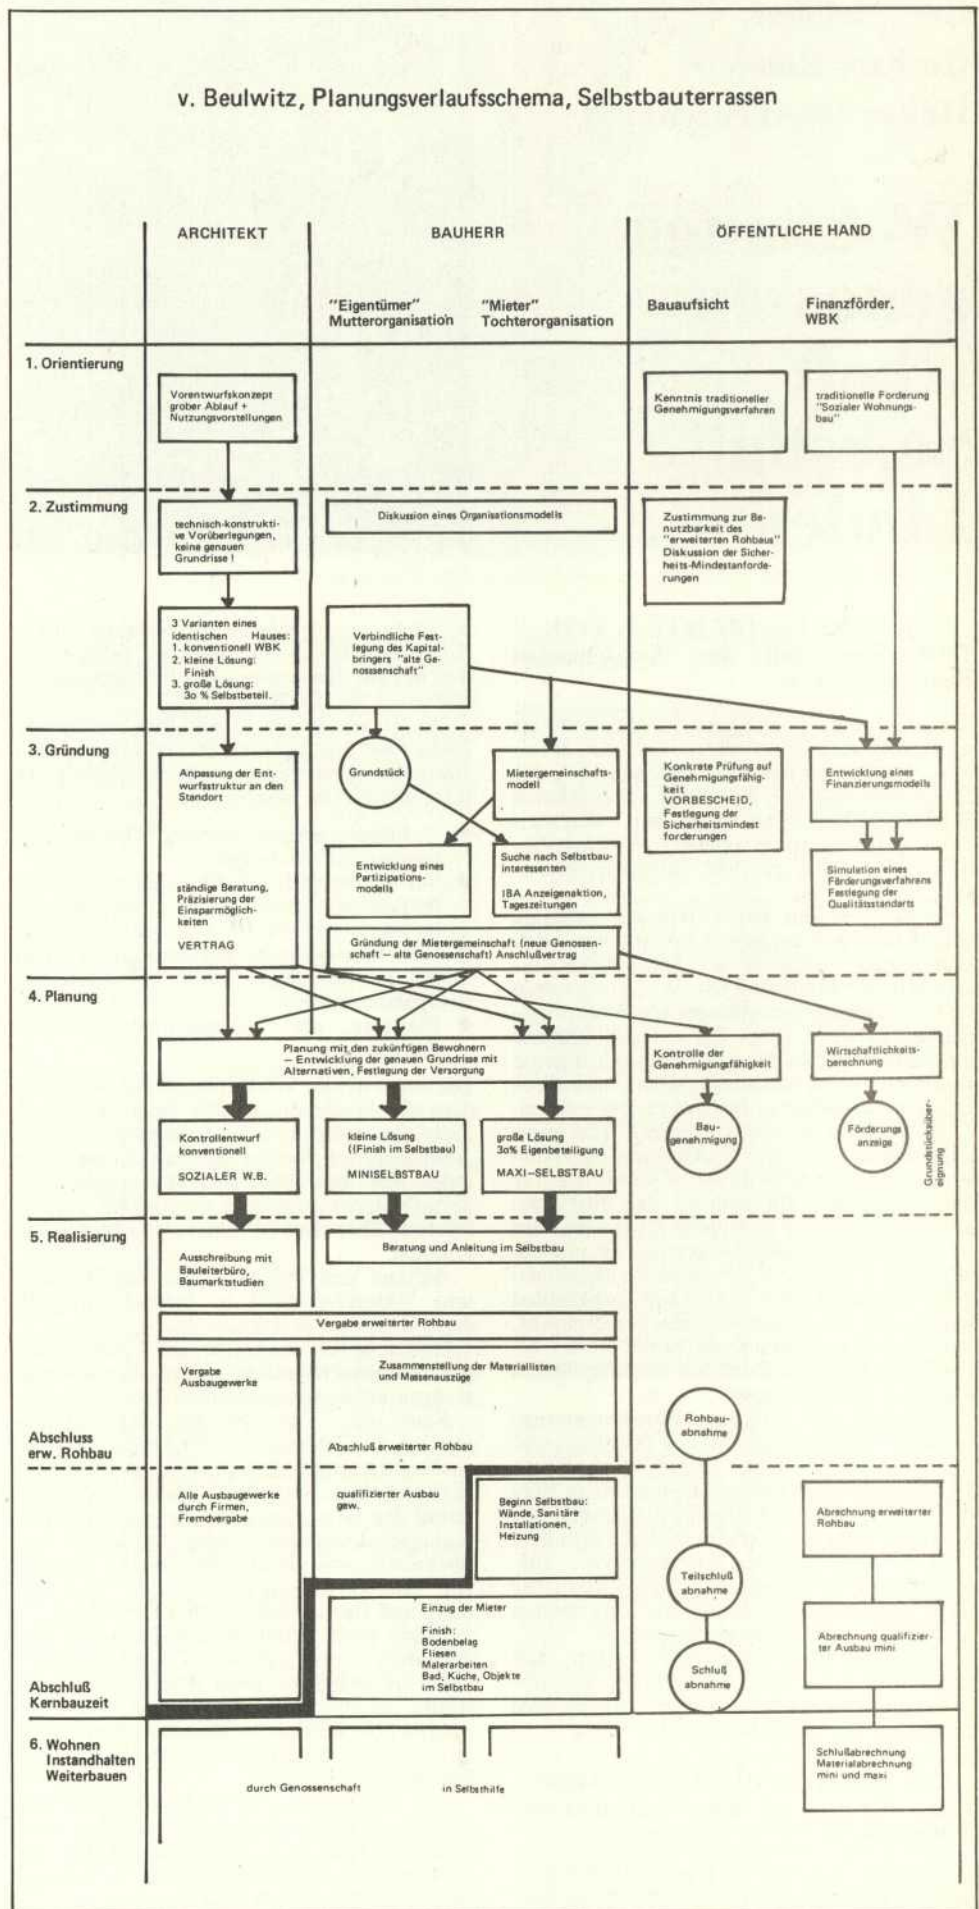 v. Beulwitz, Planungsverlaufsschema, Selbstbauterrassen
ARCHITEKT
BAUHERR
ÖFFENTLICHE HAND
"Eigentümer"
Mutterorganisation
"Mieter"
Tochterorganisation
Bauaufsicht
Finanzförder.
WBK
1. Orientierung
Vorentwurfskonzept
grober Ablauf +
Nutzungsvorstellungen
Kenntnis traditioneller
Genehmigungsverfahren
traditionelle Forderung
"Sozialer Wohnungs-
bau"
2. Zustimmung
technisch-konstrukti-
ve Vorüberlegungen,
keine genauen
Grundrisse !
Diskussion eines Organisationsmodells
Zustimmung zur Be-
nutzbarkeit des
"erweiterten Rohbaus"
Diskussion der Sicher-
heits-Mindestanforde-
rungen
3 Varianten eines
identischen Hauses:
1. konventionell WBK
2. kleine Lösung:
Finish
3. große Lösung:
3o % Selbstbeteil.
Verbindliche Fest-
legung des Kapital-
bringers "alte Ge-
nosssenschaft"
3. Gründung
Anpassung der Ent-
wurfsstruktur an den
Standort
ständige Beratung,
Präzisierung der
Einsparmöglich-
keiten
VERTRAG
Grundstück
Mietergemeinschafts-
modell
Konkrete Prüfung auf
Genehmigungsfähig-
keit
VORBESCHEID,
Festlegung der
Sicherheitsmindest
forderungen
Entwicklung eines
Finanzierungsmodells
Entwicklung eines
Partizipations-
modells
Suche nach Selbstbau-
interessenten
IBA Anzeigenaktion,
Tageszeitungen
Simulation eines
Förderungsverfahrens
Festlegung der
Qualitätsstandarts
Gründung der Mietergemeinschaft (neue Genossen-
schaft — alte Genossenschaft) Anschlußvertrag
4. Planung
Planung mit den zukünftigen Bewohnern
— Entwicklung der genauen Grundrisse mit
Alternativen, Festlegung der Versorgung
Kontrolle der
Genehmigungsfähigkeit
Wirtschaftlichkeits-
berechnung
Kontrollentwurf
konventionell
SOZIALER W.B.
kleine Lösung
((Finish im Selbstbau)
MINISELBSTBAU
große Lösung
3o% Eigenbeteiligung
MAXI–SELBSTBAU
Bau-
genehmigung
Förderungs
anzeige
Grundstücksüber-
eignung
5. Realisierung
Ausschreibung mit
Bauleiterbüro,
Baumarktstudien
Beratung und Anleitung im Selbstbau
Vergabe erweiterter Rohbau
Vergabe
Ausbaugewerke
Zusammenstellung der Materiallisten
und Massenauszüge
Rohbau-
abnahme
Abschluss
erw. Rohbau
Abschluß erweiterter Rohbau
Alle Ausbaugewerke
durch Firmen,
Fremdvergabe
qualifizierter Ausbau
gew.
Beginn Selbstbau:
Wände, Sanitäre
Installationen,
Heizung
Abrechnung erweiterter
Rohbau
Teilschluß
abnahme
Einzug der Mieter
Finish:
Bodenbelag
Fliesen
Malerarbeiten
Bad, Küche, Objekte
im Selbstbau
Abrechnung qualifizier-
ter Ausbau mini
Schluß
abnahme
Abschluß
Kernbauzeit
6. Wohnen
Instandhalten
Weiterbauen
durch Genossenschaft
in Selbsthilfe
Schlußabrechnung
Materialabrechnung
mini und maxi